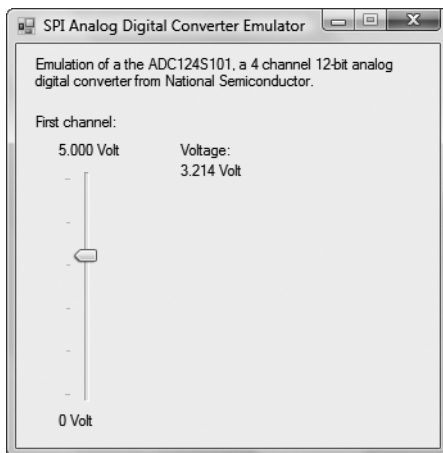 SPI Analog Digital Converter Emulator
Emulation of a the ADC124S101, a 4 channel 12-bit analog
digital converter from National Semiconductor.
First channel:
5.000 Volt
Voltage:
3.214 Volt
0 Volt